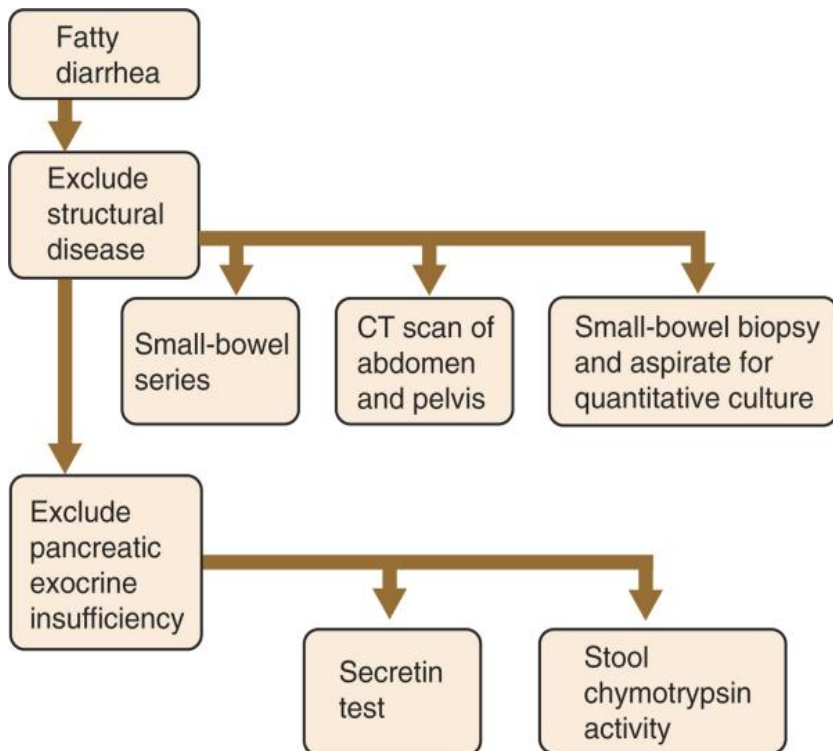 Fatty
diarrhea
Exclude
structural
disease
Small-bowel
series
CT scan of
abdomen
and pelvis
Small-bowel biopsy
and aspirate for
quantitative culture
Exclude
pancreatic
exocrine
insufficiency
Secretin
test
Stool
chymotrypsin
activity